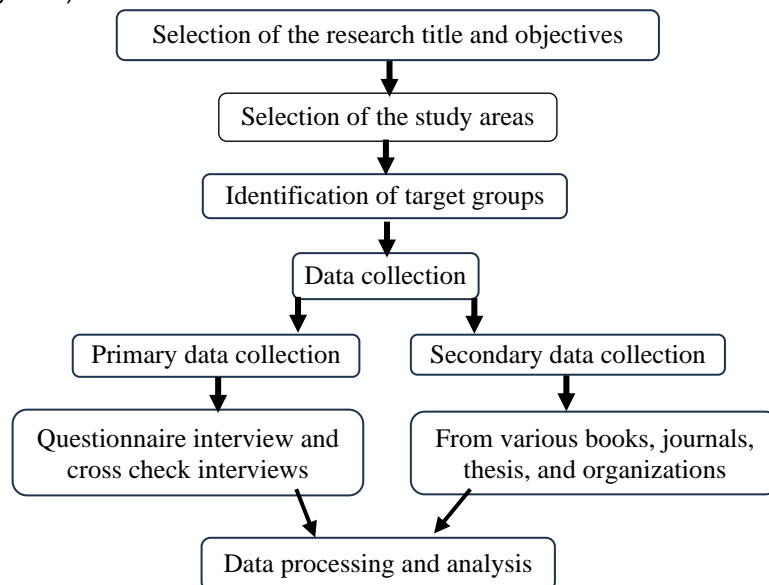 Selection of the research title and objectives
Selection of the study areas
Identification of target groups
Data collection
Primary data collection
Secondary data collection
Questionnaire interview and
cross check interviews
From various books, journals,
thesis, and organizations
Data processing and analysis